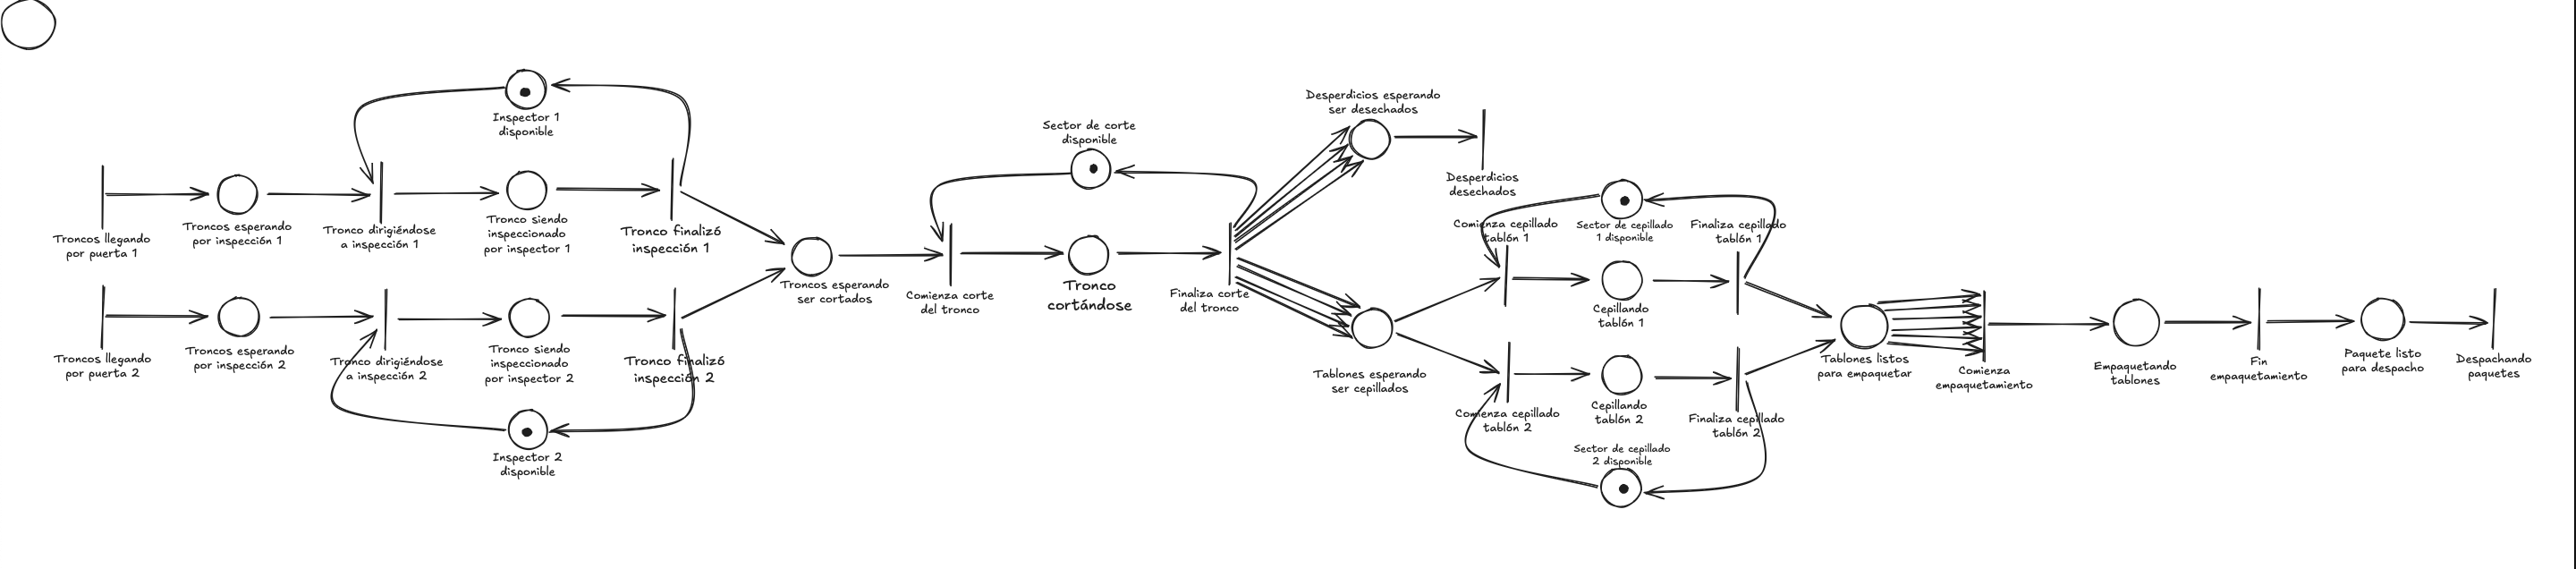 Inspector 1
disponible
Troncos llegando
por puerta 1
Troncos esperando
por inspección 1
Tronco dirigiéndose
a inspección 1
Tronco siendo
inspeccionado
por inspector 1
Tronco finalizó
inspección 1
Troncos llegando
por puerta 2
Troncos esperando
por inspección 2
Tronco dirigiéndose
a inspección 2
Tronco siendo
inspeccionado
por inspector 2
Tronco finalizó
inspección 2
Inspector 2
disponible
Troncos esperando
ser cortados
Comienza corte
del tronco
Sector de corte
disponible
Tronco
cortándose
Finaliza corte
del tronco
Desperdicios esperando
ser desechados
Desperdicios
desechados
Tablones esperando
ser cepillados
Comienza cepillado
tablón 1
Sector de cepillado
1 disponible
Finaliza cepillado
tablón 1
Cepillando
tablón 1
Comienza cepillado
tablón 2
Cepillando
tablón 2
Finaliza cepillado
tablón 2
Sector de cepillado
2 disponible
Tablones listos
para empaquetar
Comienza
empaquetamiento
Empaquetando
tablones
Fin
empaquetamiento
Paquete listo
para despacho
Despachando
paquetes